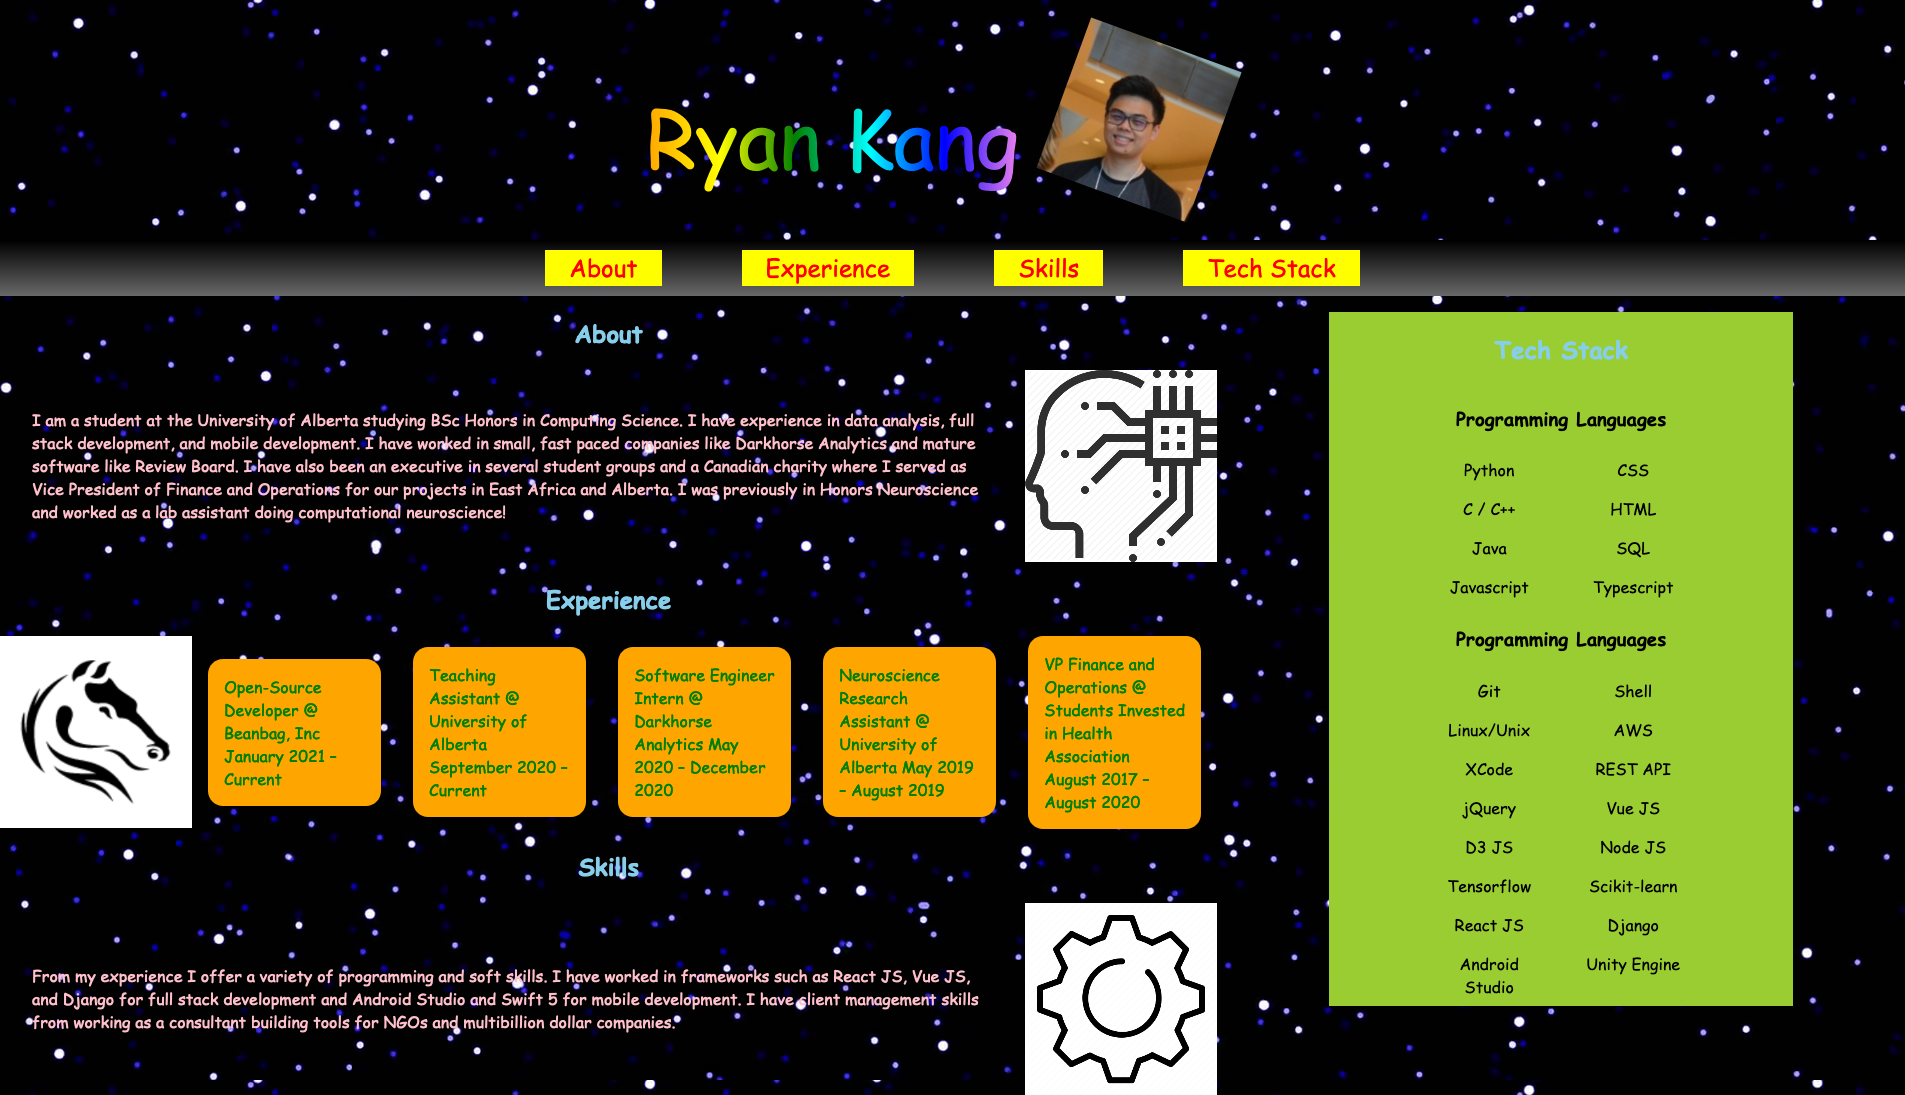 Ryan Kang
About
Experience
Skills
Tech Stack
About
I am a student at the University of Alberta studying BSc Honors in Computing Science. I have experience in data analysis, full
stack development, and mobile development. I have worked in small, fast paced companies like Darkhorse Analytics and mature
software like Review Board. I have also been an executive in several student groups and a Canadian charity where I served as
Vice President of Finance and Operations for our projects in East Africa and Alberta. I was previously in Honors Neuroscience
and worked as a lab assistant doing computational neuroscience!
Experience
Open-Source
Developer @
Beanbag, Inc
January 2021 –
Current
Teaching
Assistant @
University of
Alberta
September 2020 –
Current
Software Engineer
Intern @
Darkhorse
Analytics May
2020 – December
2020
Neuroscience
Research
Assistant @
University of
Alberta May 2019
– August 2019
VP Finance and
Operations @
Students Invested
in Health
Association
August 2017 –
August 2020
Skills
From my experience I offer a variety of programming and soft skills. I have worked in frameworks such as React JS, Vue JS,
and Django for full stack development and Android Studio and Swift 5 for mobile development. I have slient management skills
from working as a consultant building tools for NGOs and multibillion dollar companies.
Tech Stack
Programming Languages
Python CSS
C / C++ HTML
Java SQL
Javascript Typescript
Programming Languages
Git Shell
Linux/Unix AWS
XCode REST API
jQuery Vue JS
D3 JS Node JS
Tensorflow Scikit-learn
React JS Django
Android Unity Engine
Studio